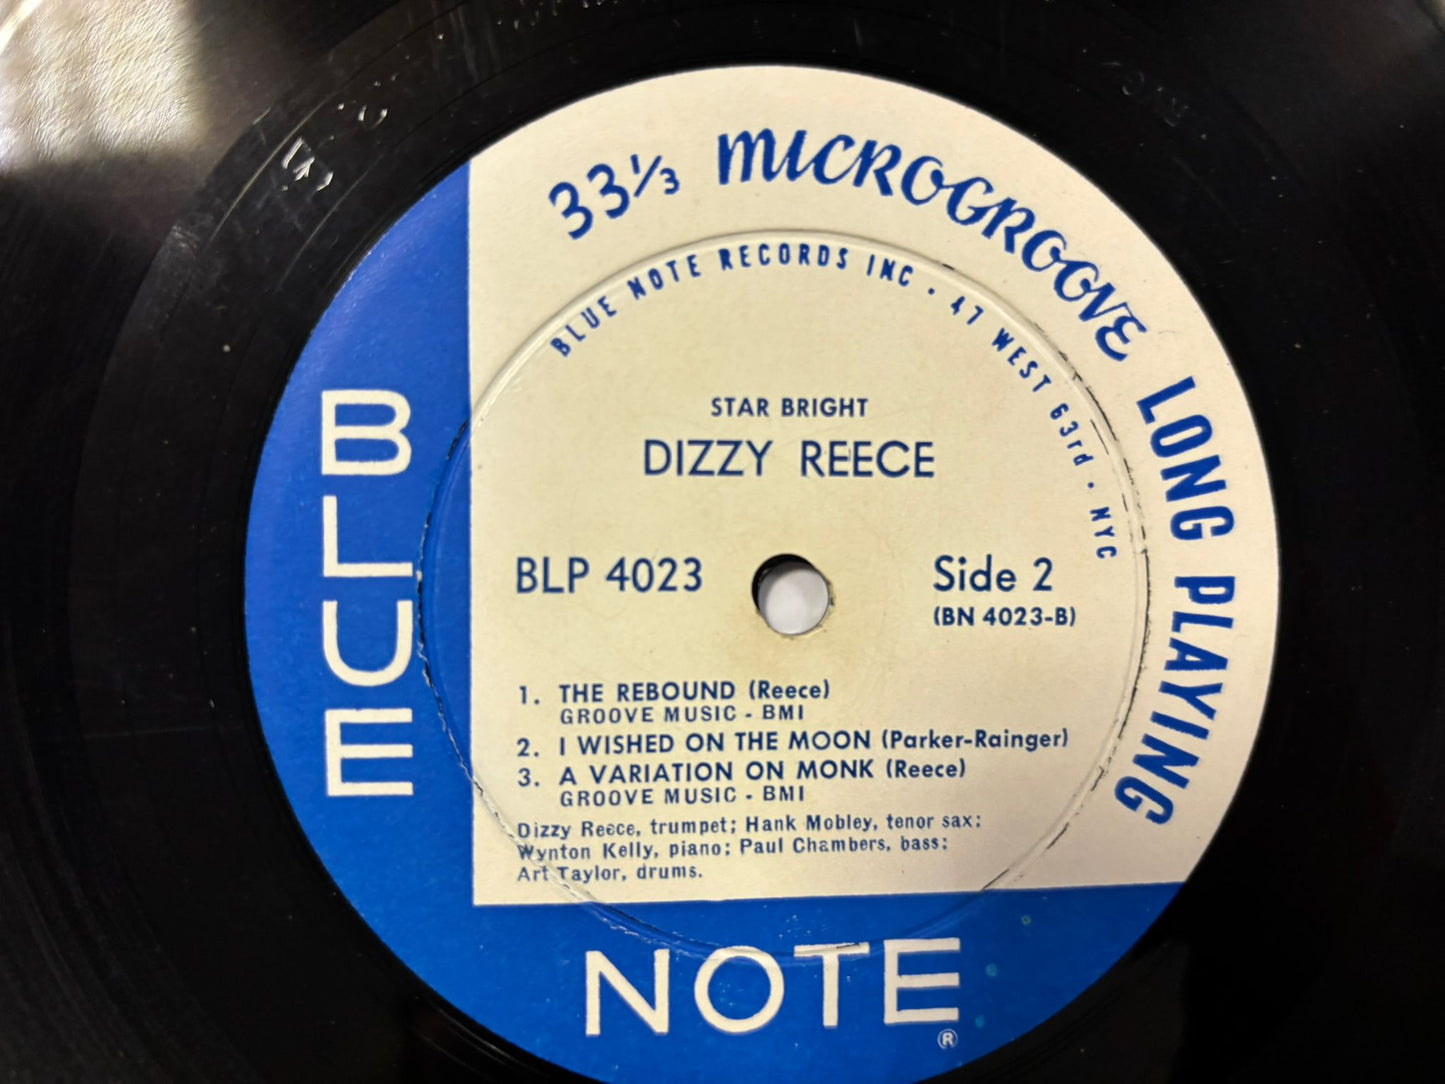 33⅓ MICROGROOVE LONG PLAYING
BLUE NOTE RECORDS INC · 47 WEST 63rd · NYC
STAR BRIGHT
DIZZY REECE
BLP 4023
Side 2
(BN 4023-B)
1. THE REBOUND (Reece)
GROOVE MUSIC - BMI
2. I WISHED ON THE MOON (Parker-Rainger)
3. A VARIATION ON MONK (Reece)
GROOVE MUSIC - BMI
Dizzy Reece, trumpet; Hank Mobley, tenor sax;
Wynton Kelly, piano; Paul Chambers, bass;
Art Taylor, drums.
BLUE
NOTE
®